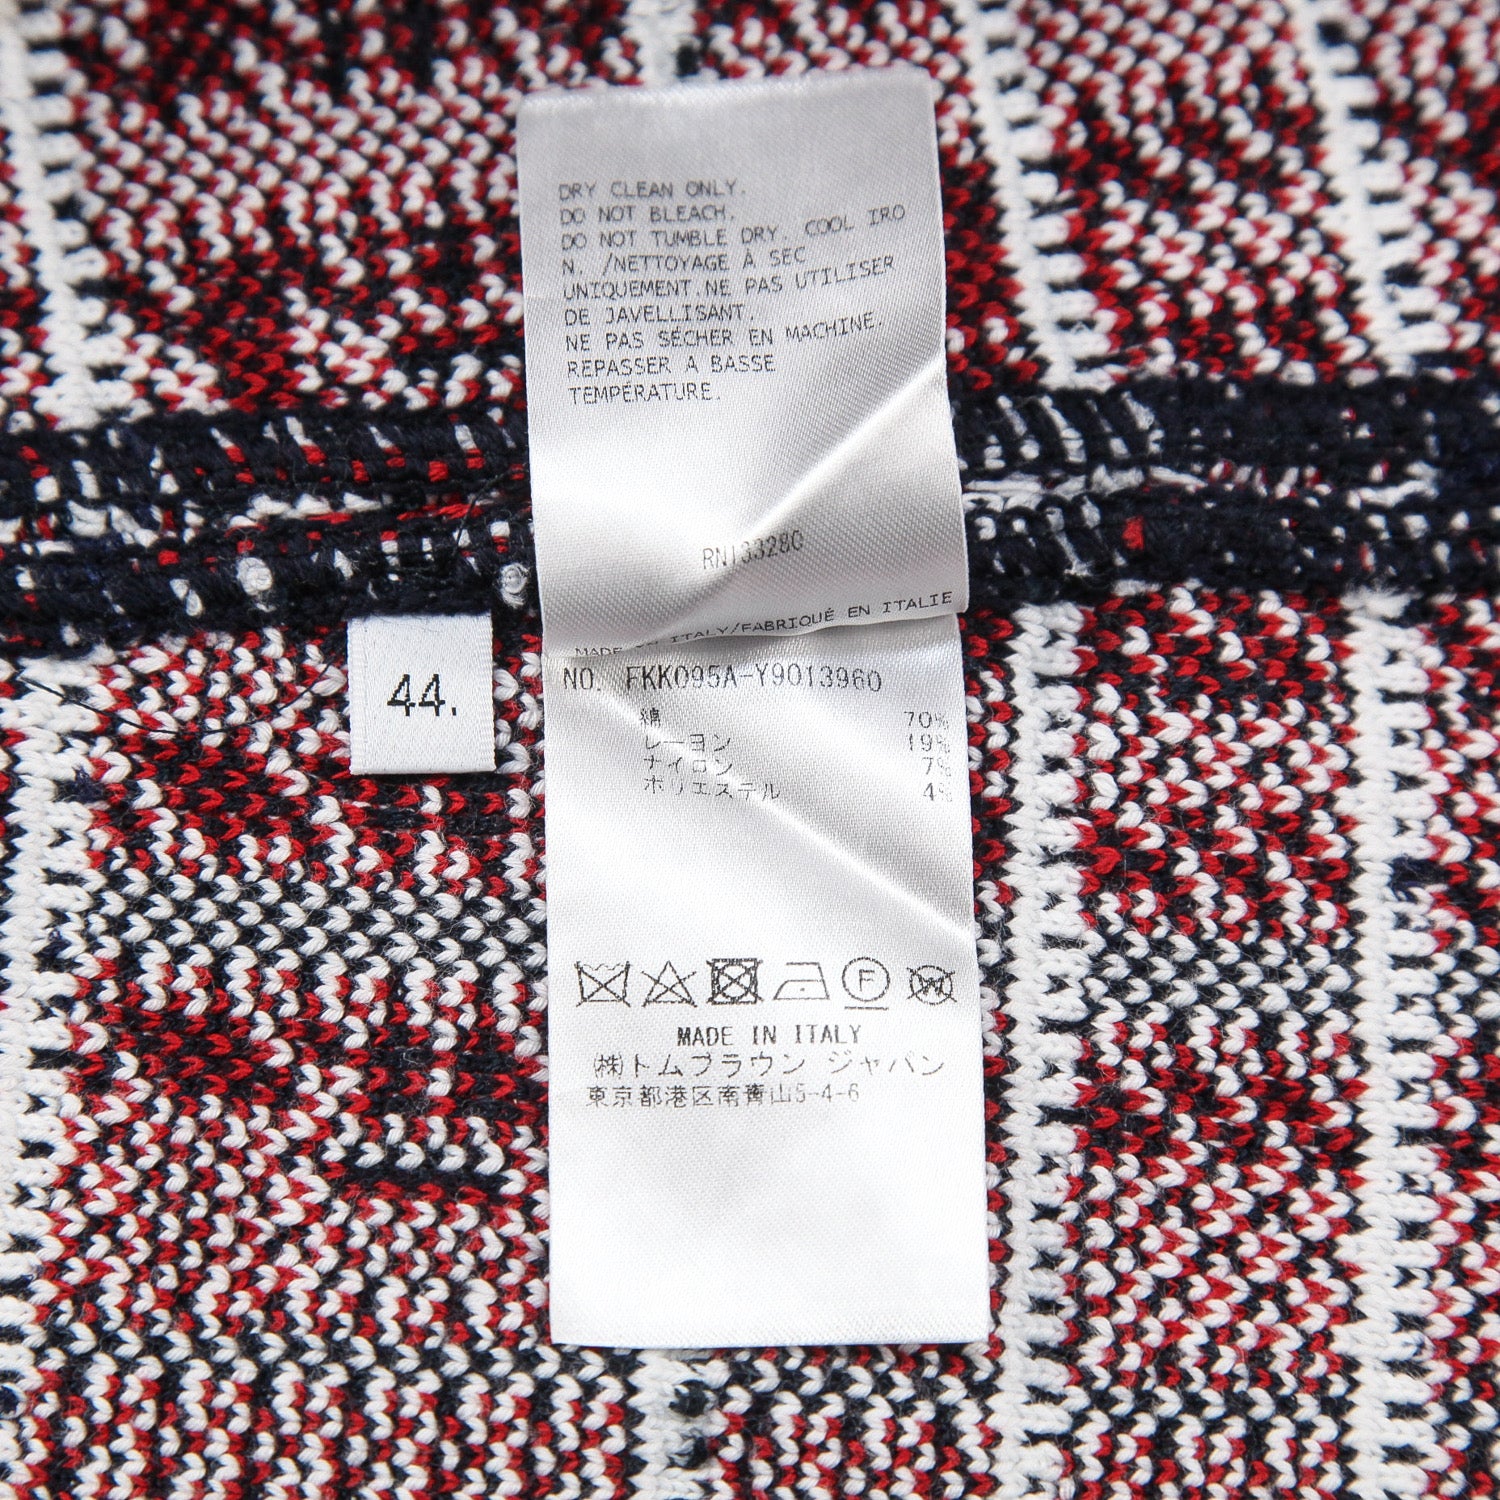 DRY CLEAN ONLY.
DO NOT BLEACH.
DO NOT TUMBLE DRY. COOL IRO
N. /NETTOYAGE À SEC
UNIQUEMENT.NE PAS UTILISER
DE JAVELLISANT.
NE PAS SÉCHER EN MACHINE.
REPASSER À BASSE
TEMPÉRATURE.
RN133280
MADE IN ITALY/FABRIQUÉ EN ITALIE
44.
NO. FKK095A-Y9013960
綿 70%
レーヨン 19%
ナイロン 7%
ポリエステル 4%
F W
MADE IN ITALY
(株)トムブラウン ジャパン
東京都港区南青山5-4-6